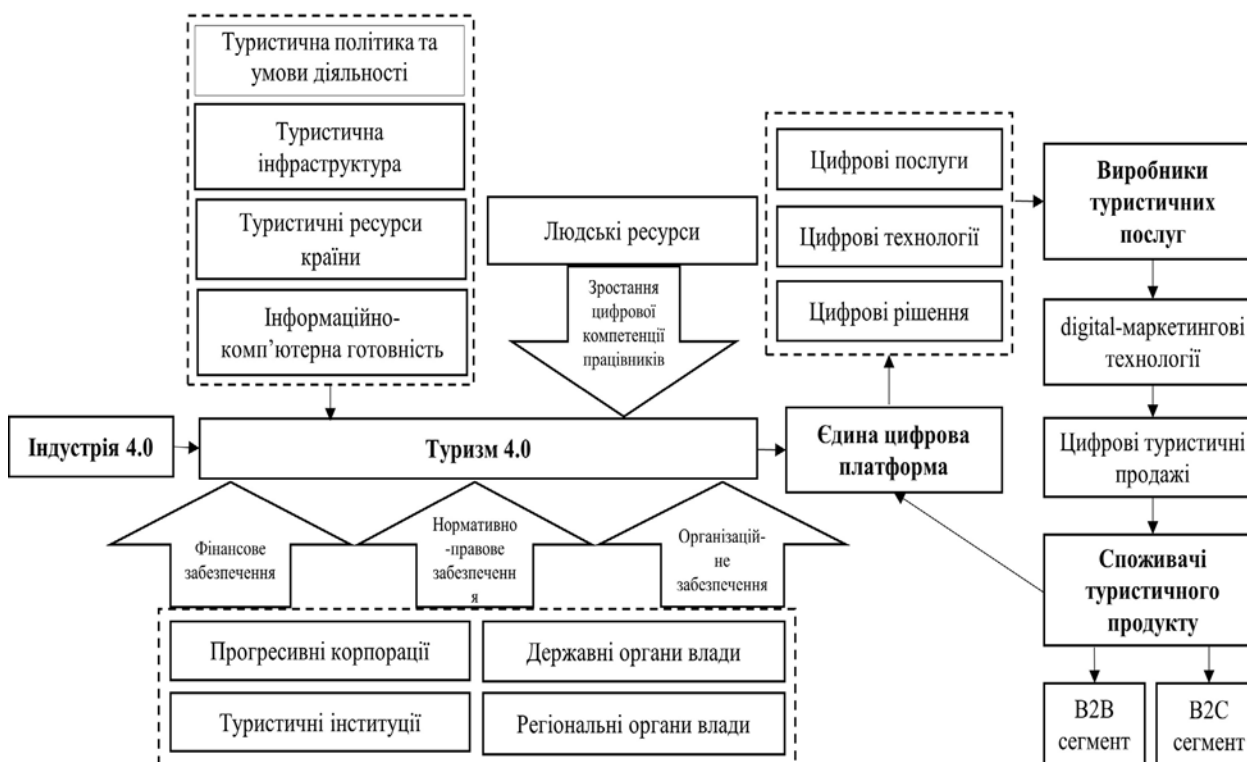 Туристична політика та
умови діяльності
Туристична
інфраструктура
Туристичні ресурси
країни
Інформаційно-
комп’ютерна готовність
Людські ресурси
Зростання
цифрової
компетенції
працівників
Цифрові послуги
Цифрові технології
Цифрові рішення
Виробники
туристичних
послуг
digital-маркетингові
технології
Цифрові туристичні
продажі
Індустрія 4.0
Туризм 4.0
Єдина цифрова
платформа
Фінансове
забезпечення
Нормативно
-правове
забезпеченн
я
Організацій-
не
забезпечення
Споживачі
туристичного
продукту
Прогресивні корпорації
Державні органи влади
Туристичні інституції
Регіональні органи влади
B2B
сегмент
B2C
сегмент